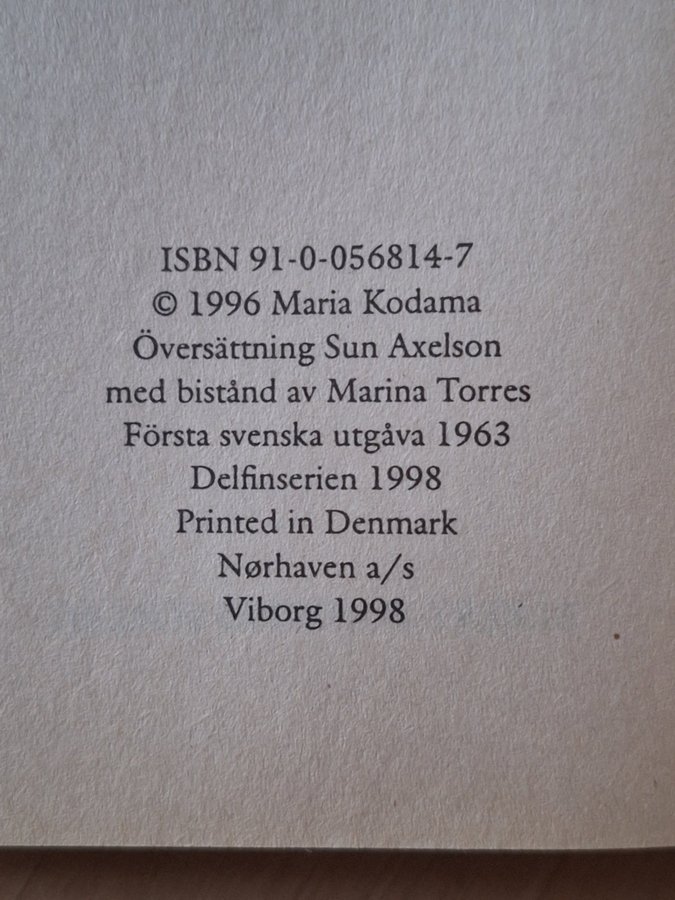 ISBN 91-0-056814-7
© 1996 Maria Kodama
Översättning Sun Axelson
med bistånd av Marina Torres
Första svenska utgåva 1963
Delfinserien 1998
Printed in Denmark
Nørhaven a/s
Viborg 1998